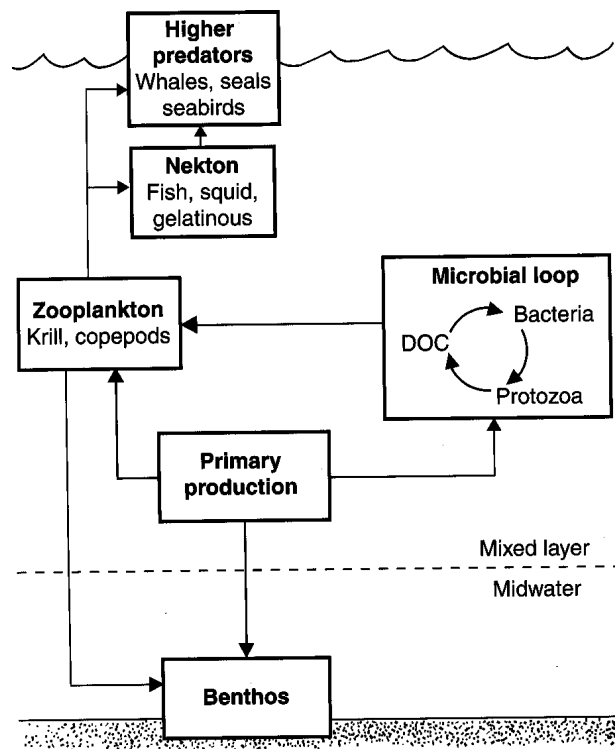 Higher
predators
Whales, seals
seabirds
Nekton
Fish, squid,
gelatinous
Zooplankton
Krill, copepods
Microbial loop
Bacteria
DOC
Protozoa
Primary
production
Mixed layer
Midwater
Benthos